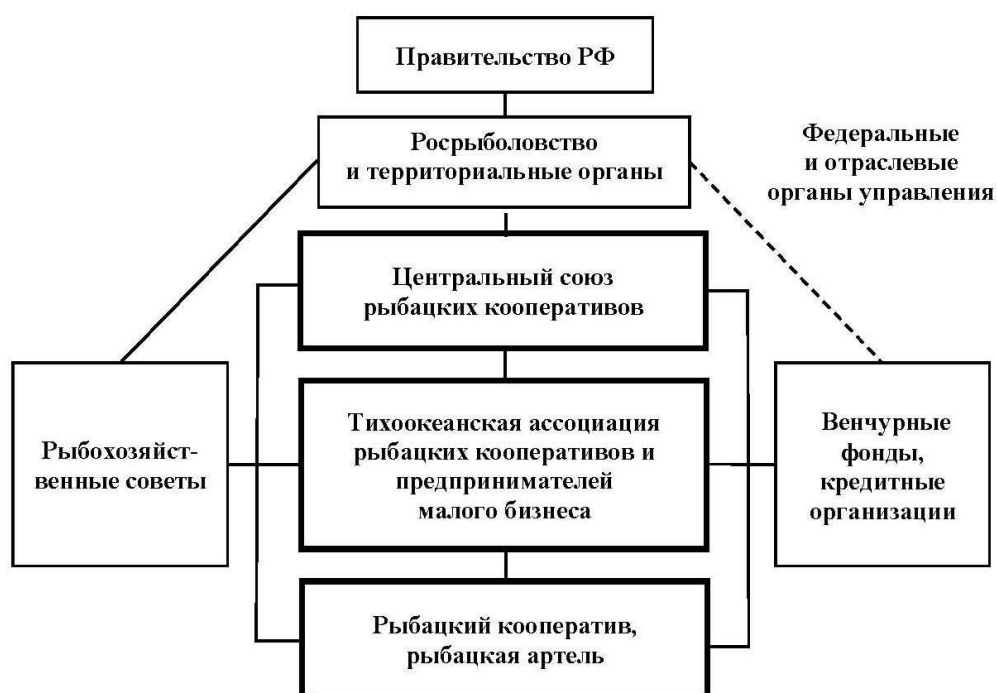 Правительство РФ
Росрыболовство
и территориальные органы
Федеральные
и отраслевые
органы управления
Центральный союз
рыбацких кооперативов
Рыбохозяйст-
венные советы
Тихоокеанская ассоциация
рыбацких кооперативов и
предпринимателей
малого бизнеса
Венчурные
фонды,
кредитные
организации
Рыбацкий кооператив,
рыбацкая артель